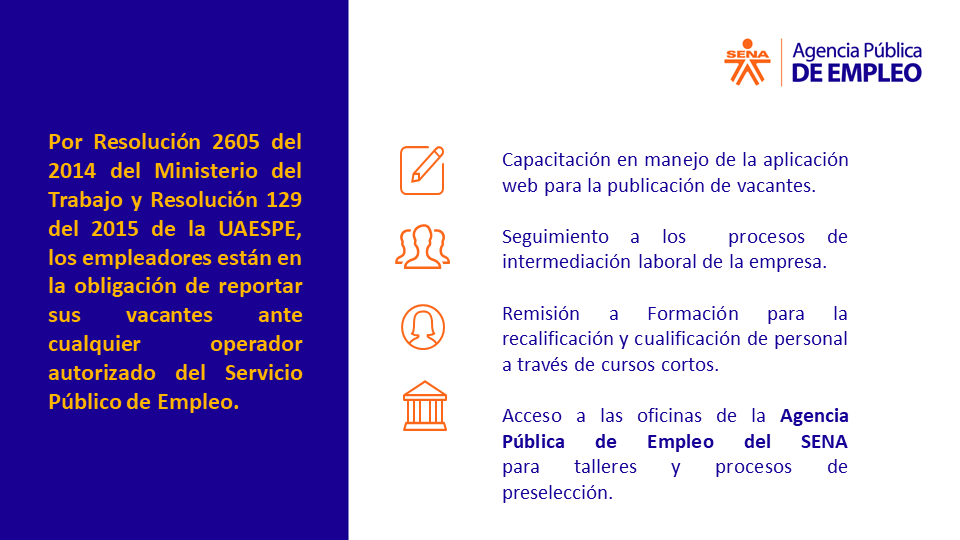 SENA
Agencia Pública
DE EMPLEO
Por Resolución 2605 del
2014 del Ministerio del
Trabajo y Resolución 129
del 2015 de la UAESPE,
los empleadores están en
la obligación de reportar
sus vacantes ante
cualquier operador
autorizado del Servicio
Público de Empleo.
Capacitación en manejo de la aplicación
web para la publicación de vacantes.
Seguimiento a los procesos de
intermediación laboral de la empresa.
Remisión a Formación para la
recalificación y cualificación de personal
a través de cursos cortos.
Acceso a las oficinas de la Agencia
Pública de Empleo del SENA
para talleres y procesos de
preselección.